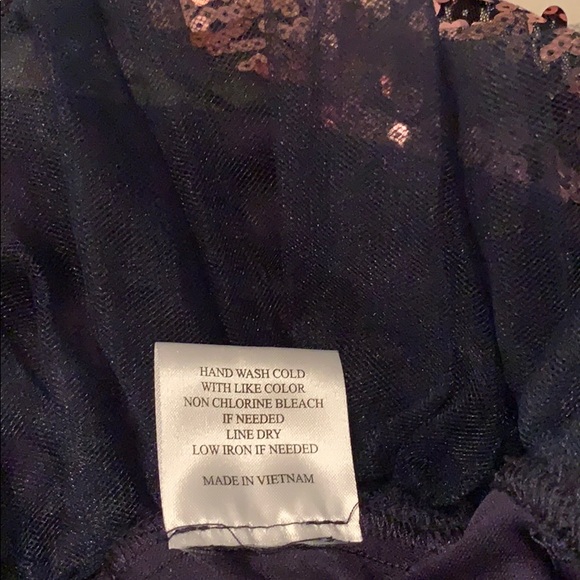 HAND WASH COLD
WITH LIKE COLOR
NON CHLORINE BLEACH
IF NEEDED
LINE DRY
LOW IRON IF NEEDED
MADE IN VIETNAM